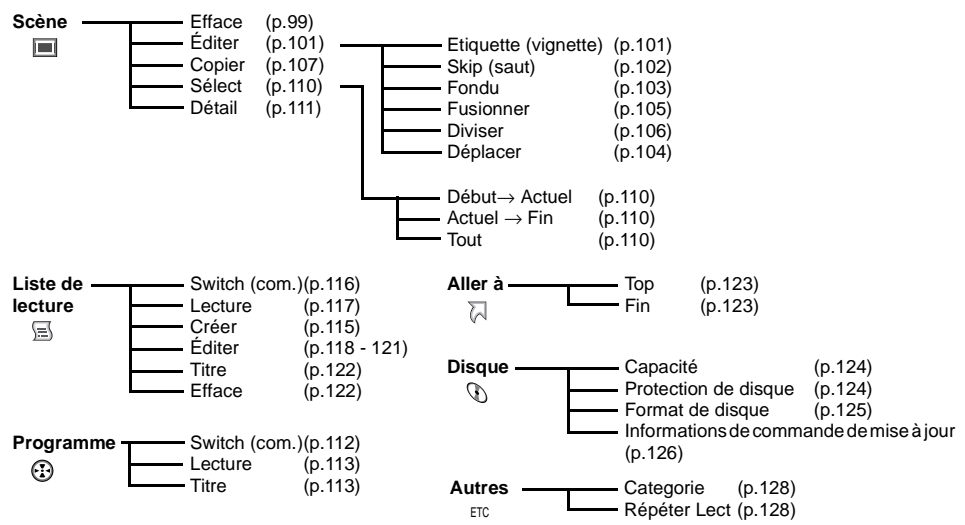 Scène
Efface (p.99)
Éditer (p.101)
Copier (p.107)
Sélect (p.110)
Détail (p.111)
Etiquette (vignette) (p.101)
Skip (saut) (p.102)
Fondu (p.103)
Fusionner (p.105)
Diviser (p.106)
Déplacer (p.104)
Début→ Actuel (p.110)
Actuel → Fin (p.110)
Tout (p.110)
Liste de
lecture
Switch (com.)(p.116)
Lecture (p.117)
Créer (p.115)
Éditer (p.118 - 121)
Titre (p.122)
Efface (p.122)
Programme
Switch (com.)(p.112)
Lecture (p.113)
Titre (p.113)
Aller à
Top (p.123)
Fin (p.123)
Disque
Capacité (p.124)
Protection de disque (p.124)
Format de disque (p.125)
Informations de commande de mise à jour
(p.126)
Autres
ETC
Categorie (p.128)
Répéter Lect (p.128)